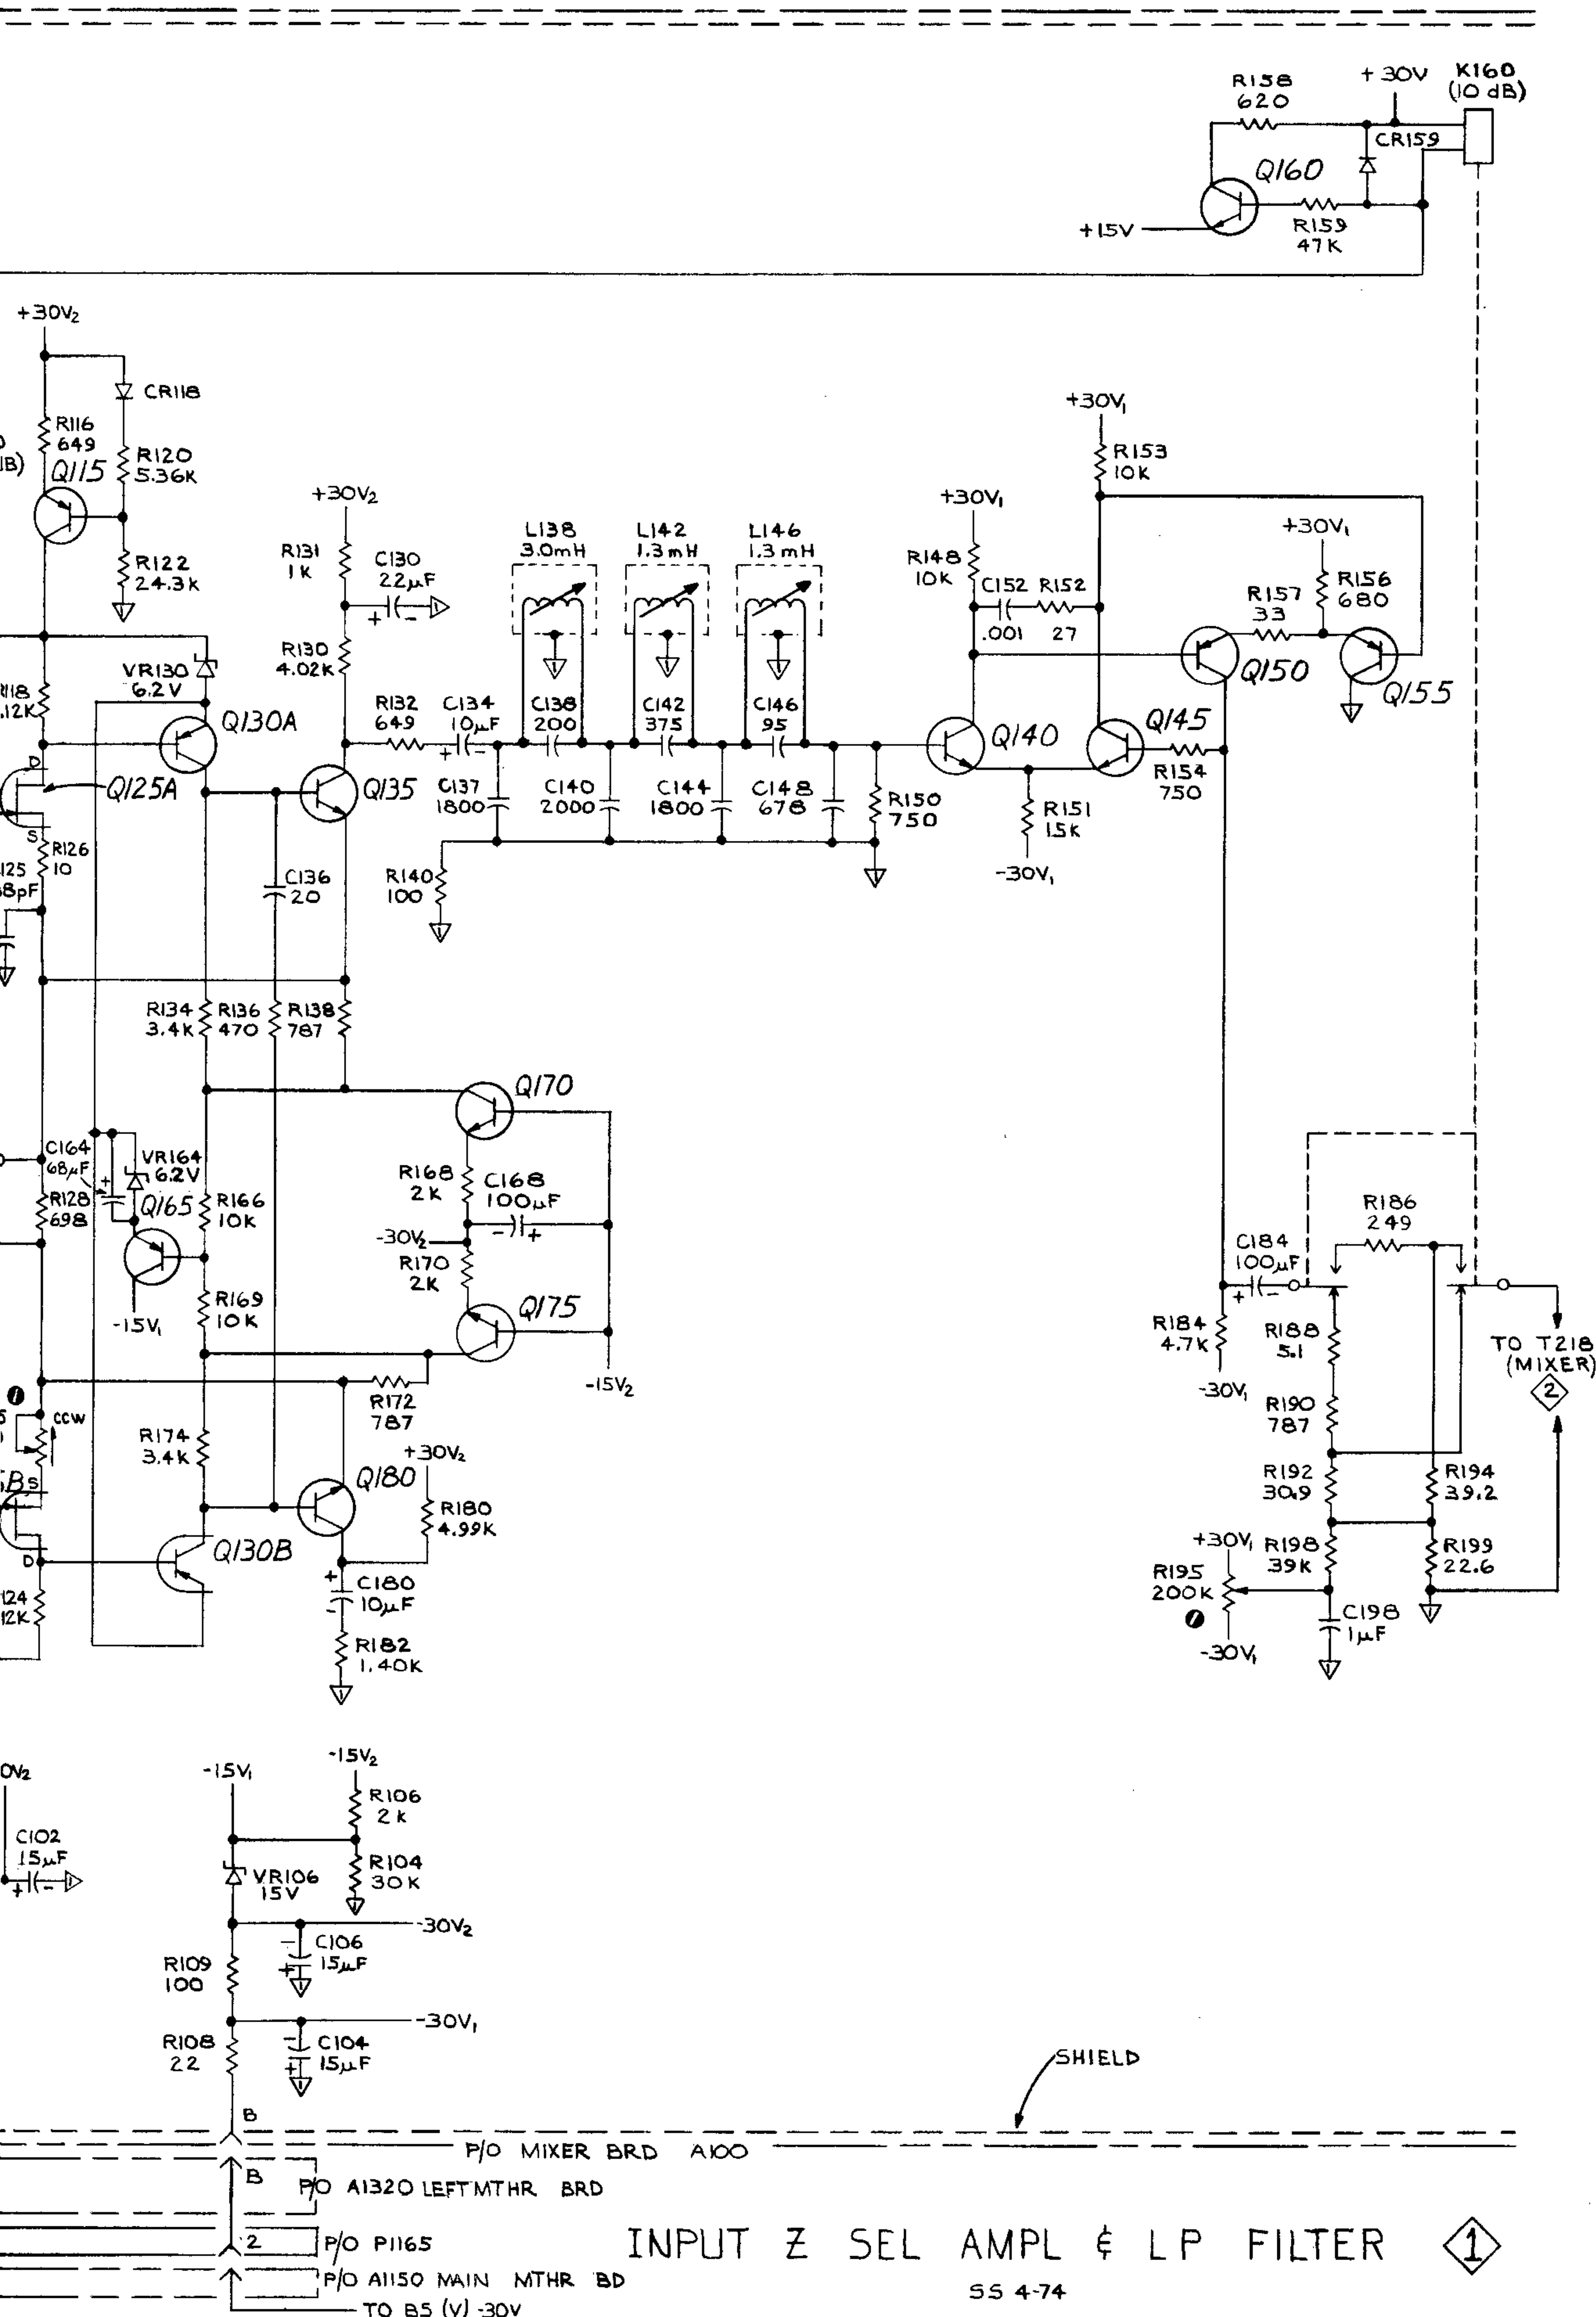 R158
620
+30V
K160
(10 dB)
CR159
Q160
+15V
R159
47K
+30V₂
CR118
R116
649
Q115
R120
5.36K
R122
24.3K
+30V₂
R131
1K
C130
22µF
+ -
R130
4.02K
VR130
6.2V
Q130A
R132
649
C134
10µF
+ -
L138
3.0mH
L142
1.3mH
L146
1.3mH
C138
200
C142
375
C146
95
Q135
C137
1800
C140
2000
C144
1800
C148
678
R150
750
R140
100
D
Q125A
S
R126
10
C136
20
+30V₁
R148
10K
C152
.001
R152
27
+30V₁
R153
10K
+30V₁
R157
33
R156
680
Q150
Q155
Q140
Q145
R154
750
R151
15K
-30V₁
R134
3.4K
R136
470
R138
787
Q170
C164
68µF
+
VR164
6.2V
Q165
R128
698
R166
10K
R168
2K
C168
100µF
- +
-30V₂
R170
2K
R169
10K
Q175
-15V₁
-15V₂
R172
787
CCW
R174
3.4K
+30V₂
Q180
R180
4.99K
S
D
Q130B
+
C180
10µF
-
R182
1.40K
R186
249
C184
100µF
+ -
R184
4.7K
-30V₁
R188
5.1
R190
787
R192
30.9
R194
39.2
+30V₁
R198
39K
R199
22.6
R195
200K
C198
1µF
-30V₁
TO T218
(MIXER)
2
-15V₁
-15V₂
R106
2K
C102
15µF
+ -
VR106
15V
R104
30K
-30V₂
-
C106
15µF
+
R109
100
-30V₁
R108
22
-
C104
15µF
+
SHIELD
B
P/O MIXER BRD A100
B
P/O A1320 LEFT MTHR BRD
2
P/O P1165
P/O A1150 MAIN MTHR BD
TO B5 (V) -30V
INPUT Z SEL AMPL & LP FILTER 1
SS 4-74